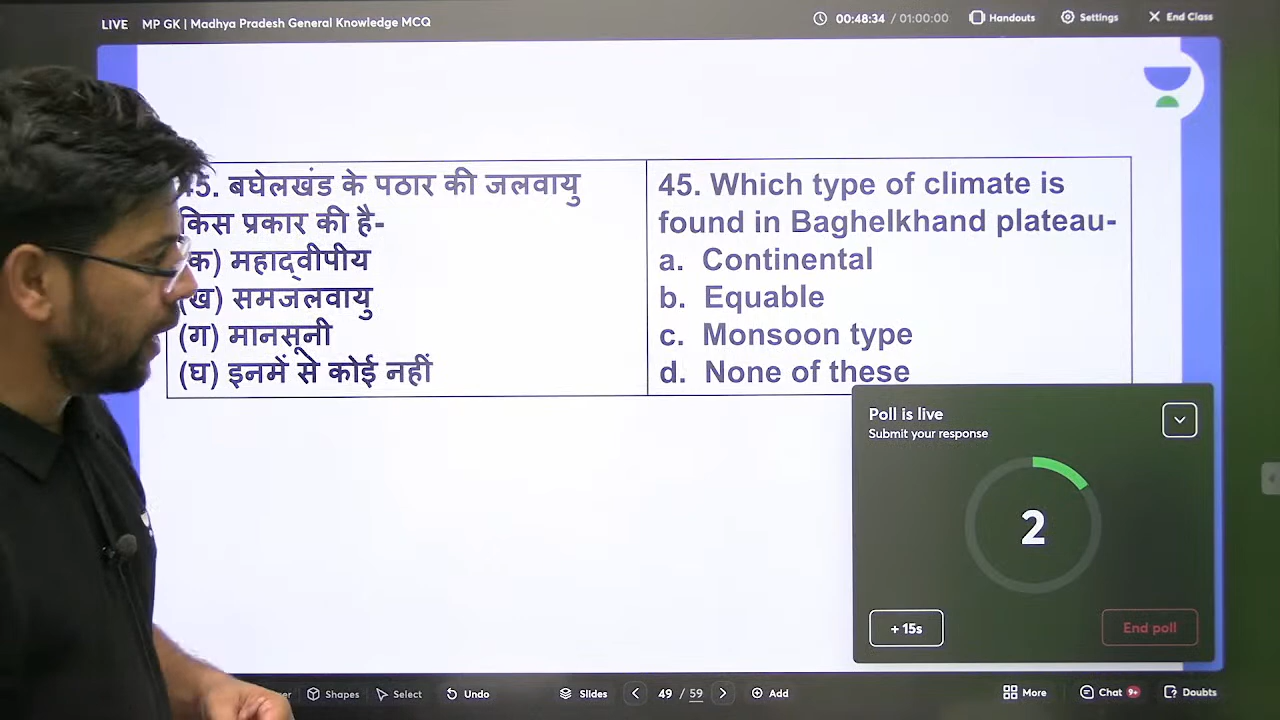 LIVE MP GK | Madhya Pradesh General Knowledge MCQ
00:48:34 / 01:00:00
Handouts
Settings
End Class
45. बघेलखंड के पठार की जलवायु
किस प्रकार की है-
क) महाद्वीपीय
(ख) समजलवायु
(ग) मानसूनी
(घ) इनमें से कोई नहीं
45. Which type of climate is
found in Baghelkhand plateau-
a. Continental
b. Equable
c. Monsoon type
d. None of these
Poll is live
Submit your response
2
+ 15s
End poll
Shapes
Select
Undo
Slides
49 / 59
Add
More
Chat 9+
Doubts